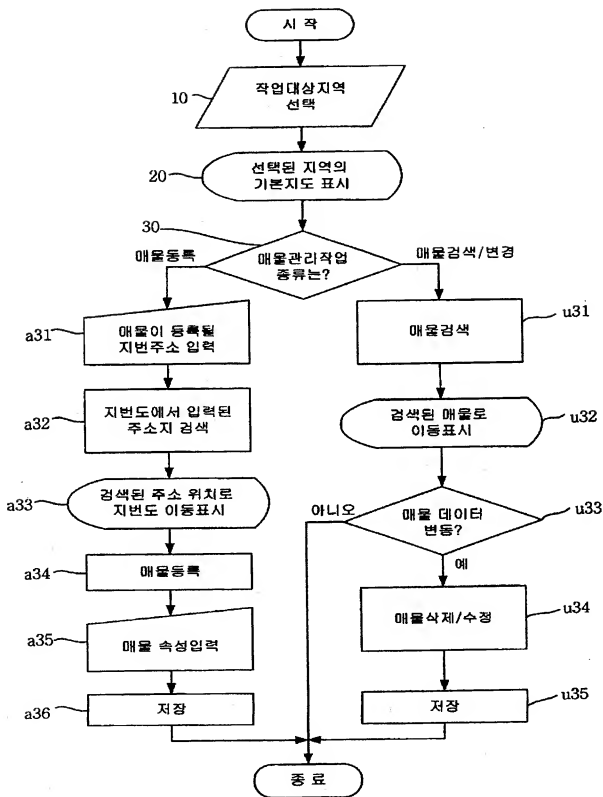 시 작
10
작업대상지역
선택
20
선택된 지역의
기본지도 표시
30
매물관리작업
종류는?
매물등록
매물검색/변경
a31
매물이 등록될
지번주소 입력
a32
지번도에서 입력된
주소지 검색
a33
검색된 주소 위치로
지번도 이동표시
a34
매물등록
a35
매물 속성입력
a36
저장
u31
매물검색
u32
검색된 매물로
이동표시
아니오
매물 데이터
변동?
u33
예
u34
매물삭제/수정
u35
저장
종 료